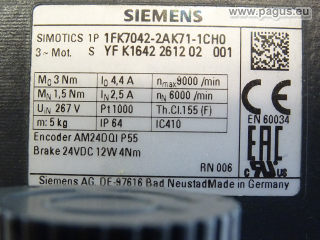 © www.pagus.eu
SIEMENS
SIMOTICS 1P 1FK7042-2AK71-1CH0
3~ Mot. S YF K1642 2612 02 001
M0 3 Nm I0 4,4 A nmax 9000 /min
MN 1,5 Nm IN 2,5 A nN 6000 /min
UIN 267 V Pt1000 Th.Cl.155 (F)
m: 5 kg IP 64 IC410
EN 60034
Encoder AM24DQI P55
Brake 24VDC 12W 4Nm
RN 006
CE
EAC
Siemens AG, DE-97616 Bad Neustadt Made in Germany